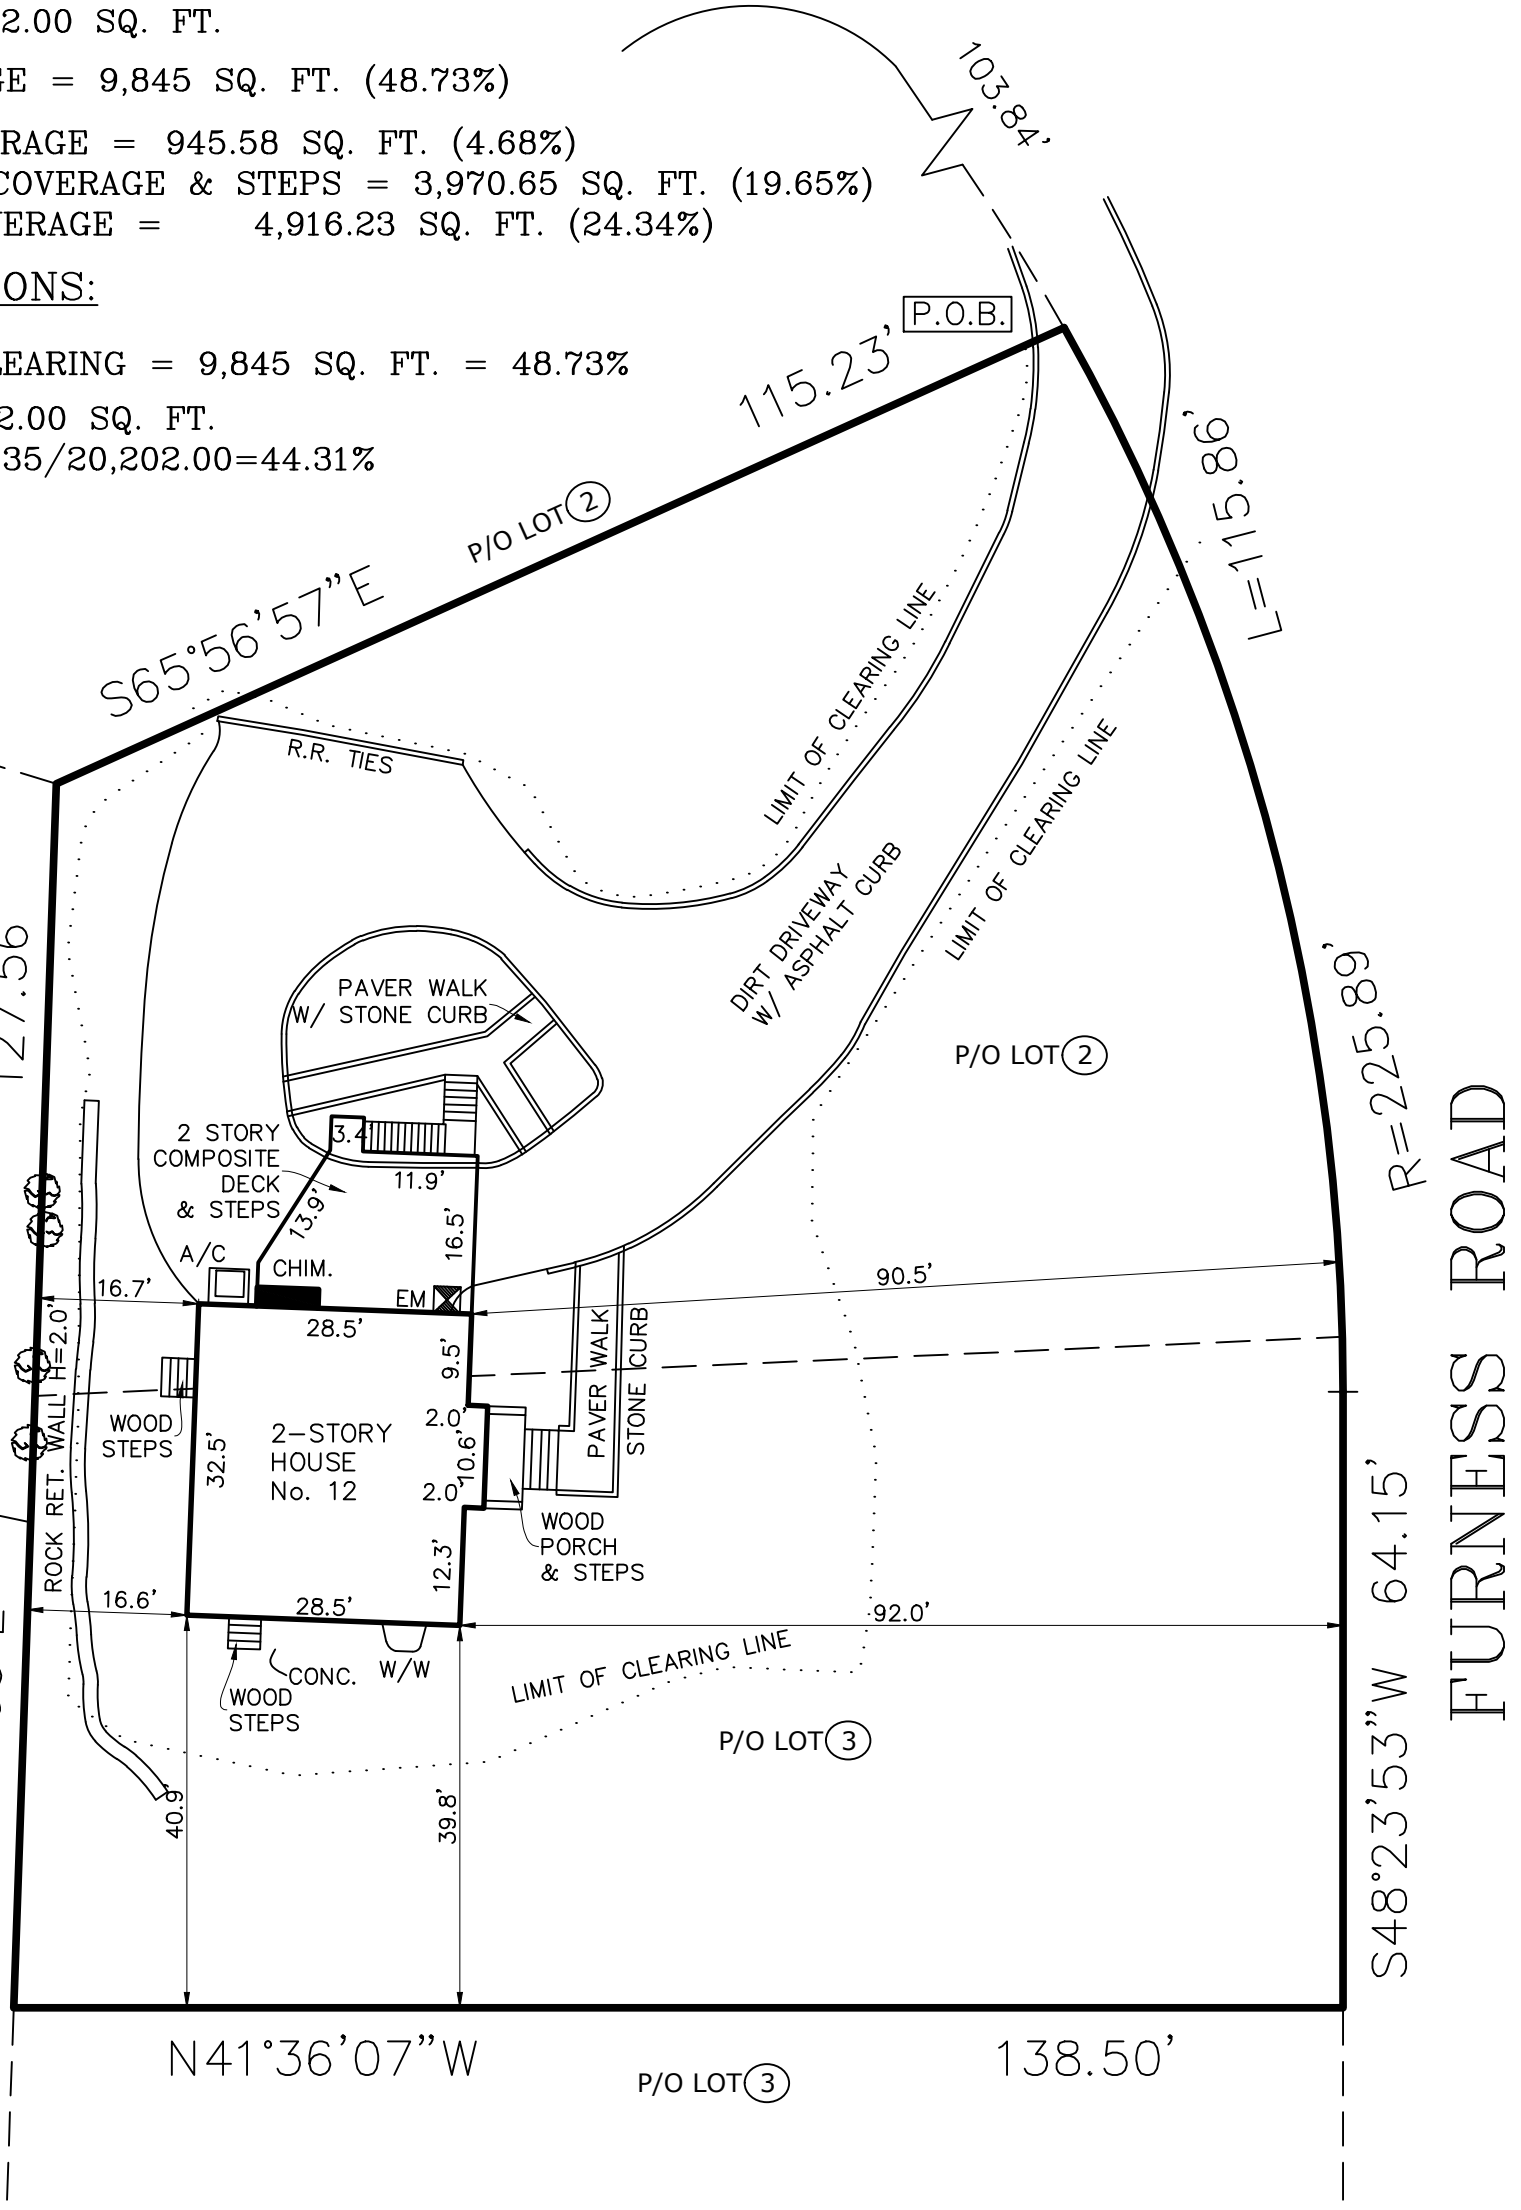 2.00 SQ. FT.
GE = 9,845 SQ. FT. (48.73%)
RAGE = 945.58 SQ. FT. (4.68%)
COVERAGE & STEPS = 3,970.65 SQ. FT. (19.65%)
VERAGE = 4,916.23 SQ. FT. (24.34%)
ONS:
LEARING = 9,845 SQ. FT. = 48.73%
2.00 SQ. FT.
35/20,202.00=44.31%
103.84'
P.O.B.
115.23'
P/O LOT 2
S65°56'57"E
L=115.86'
R.R. TIES
LIMIT OF CLEARING LINE
LIMIT OF CLEARING LINE
DIRT DRIVEWAY
W/ ASPHALT CURB
127.56
PAVER WALK
W/ STONE CURB
P/O LOT 2
R=225.89'
FURNESS ROAD
2 STORY
COMPOSITE
DECK
& STEPS
3.4'
11.9'
13.9'
16.5'
A/C
CHIM.
EM
16.7'
28.5'
90.5'
ROCK RET. WALL H=2.0'
9.5'
PAVER WALK
STONE CURB
WOOD
STEPS
32.5'
2-STORY
HOUSE
No. 12
2.0'
10.6'
2.0'
12.3'
WOOD
PORCH
& STEPS
16.6'
28.5'
92.0'
CONC.
W/W
WOOD
STEPS
LIMIT OF CLEARING LINE
P/O LOT 3
40.9'
39.8'
S48°23'53"W 64.15'
N41°36'07"W
138.50'
P/O LOT 3